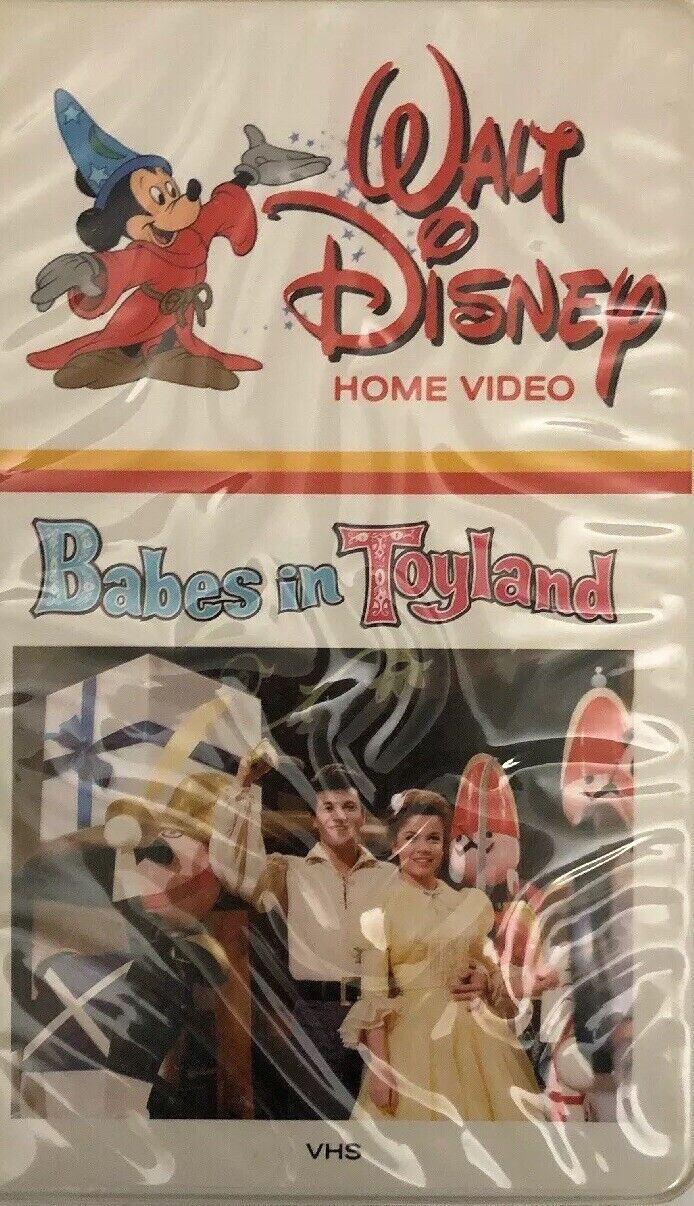 WALT
DISNEY
HOME VIDEO
Babes in Toyland
VHS